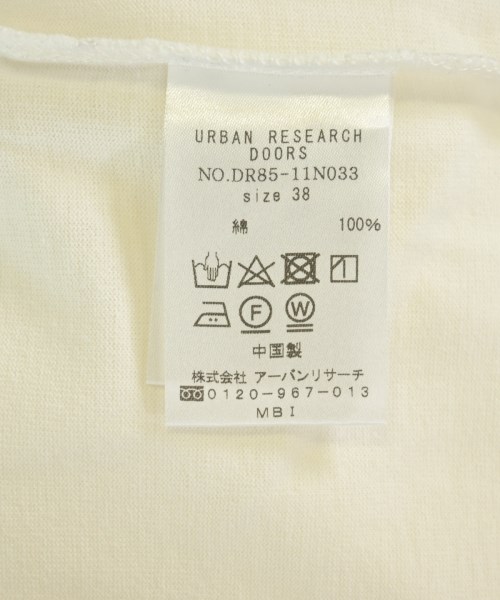 URBAN RESEARCH
DOORS
NO.DR85-11N033
size 38
綿 100%
F W
中国製
株式会社 アーバンリサーチ
0120-967-013
MBI